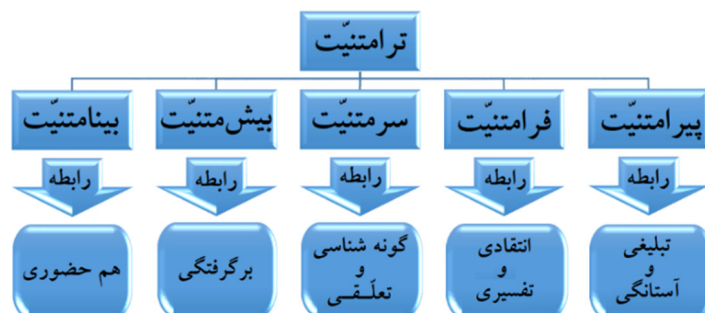 ترامتنیّت
پیرامتنیّت
فرامتنیّت
سرمتنیّت
بیش‌متنیّت
بینامتنیّت
رابطه
رابطه
رابطه
رابطه
رابطه
تبلیغی
و
آستانگی
انتقادی
و
تفسیری
گونه شناسی
و
تعلّـقـی
برگرفتگی
هم حضوری